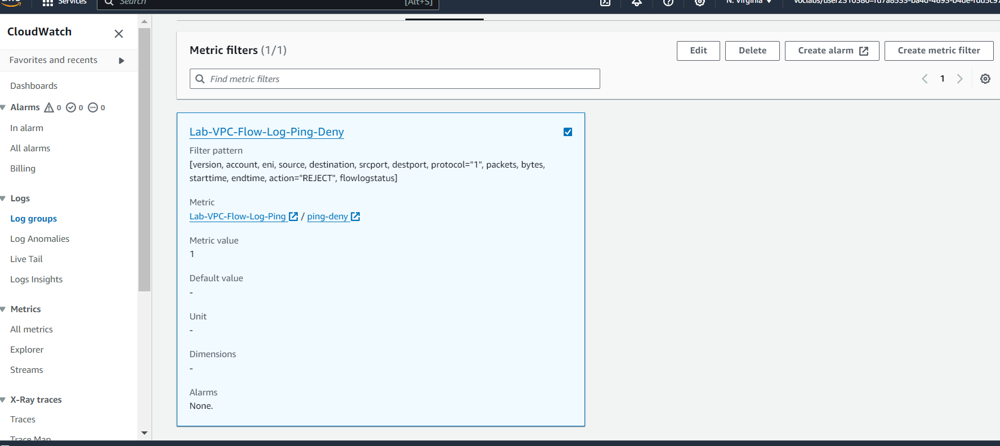 Services
Search
[Alt+S]
N. Virginia
CloudWatch
Favorites and recents
Dashboards
Alarms 0 0 0
In alarm
All alarms
Billing
Logs
Log groups
Log Anomalies
Live Tail
Logs Insights
Metrics
All metrics
Explorer
Streams
X-Ray traces
Traces
Trace Map
Metric filters (1/1)
Edit
Delete
Create alarm
Create metric filter
Find metric filters
1
Lab-VPC-Flow-Log-Ping-Deny
Filter pattern
[version, account, eni, source, destination, srcport, destport, protocol="1", packets, bytes,
starttime, endtime, action="REJECT", flowlogstatus]
Metric
Lab-VPC-Flow-Log-Ping / ping-deny
Metric value
1
Default value
-
Unit
-
Dimensions
-
Alarms
None.